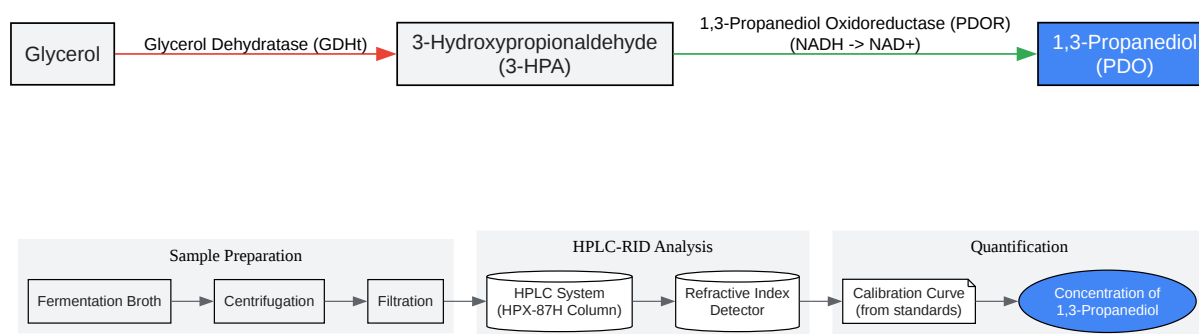 Glycerol
Glycerol Dehydratase (GDHt)
3-Hydroxypropionaldehyde
(3-HPA)
1,3-Propanediol Oxidoreductase (PDOR)
(NADH -> NAD+)
1,3-Propanediol
(PDO)
Sample Preparation
Fermentation Broth
Centrifugation
Filtration
HPLC-RID Analysis
HPLC System
(HPX-87H Column)
Refractive Index
Detector
Quantification
Calibration Curve
(from standards)
Concentration of
1,3-Propanediol